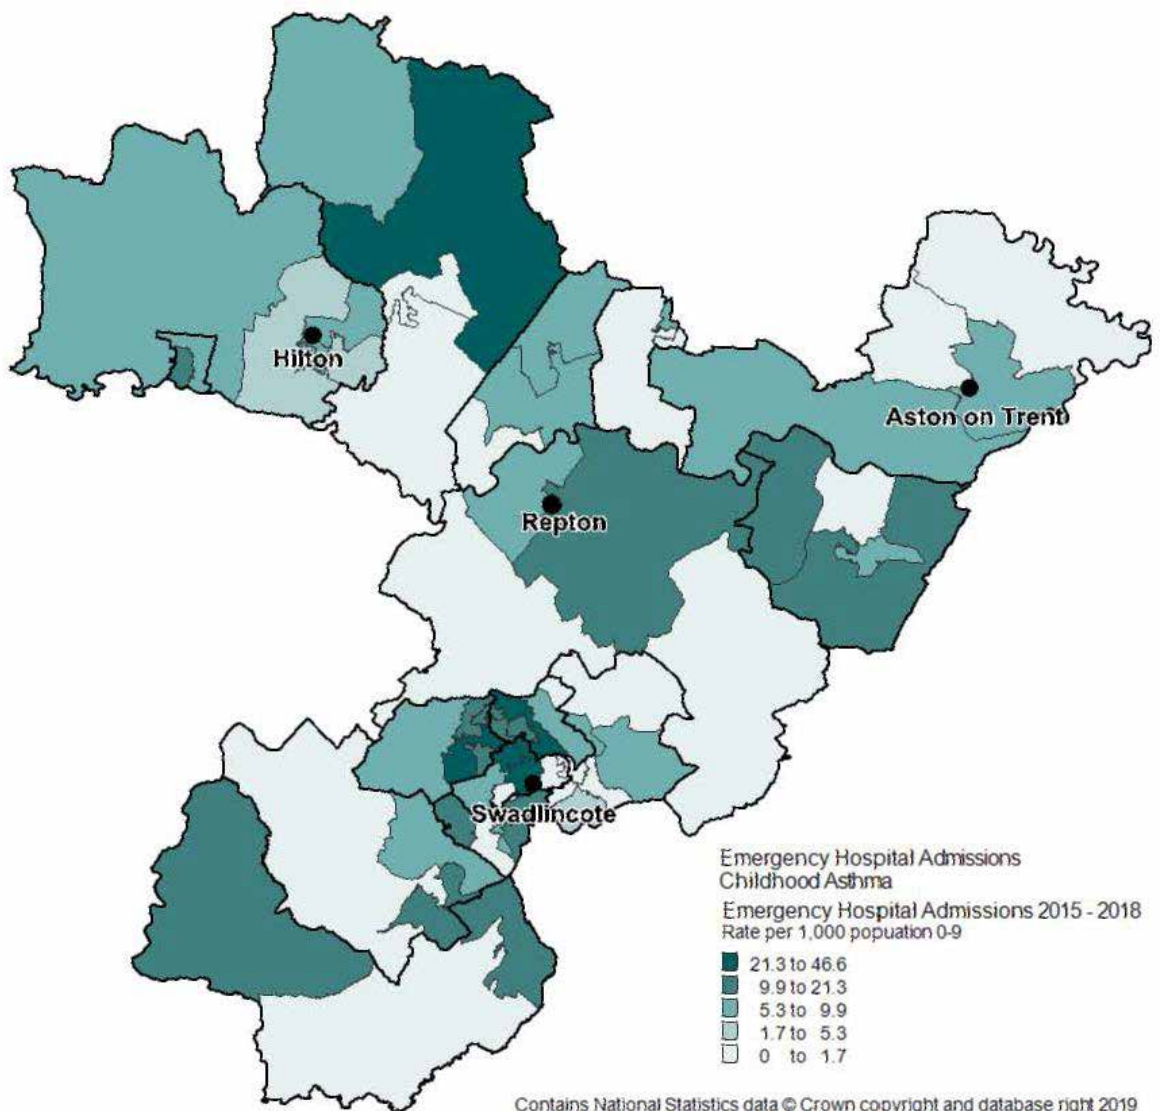 Hilton
Aston on Trent
Repton
Swadlincote
Emergency Hospital Admissions
Childhood Asthma
Emergency Hospital Admissions 2015 - 2018
Rate per 1,000 popuation 0-9
21.3 to 46.6
9.9 to 21.3
5.3 to 9.9
1.7 to 5.3
0 to 1.7
Contains National Statistics data © Crown copyright and database right 2019